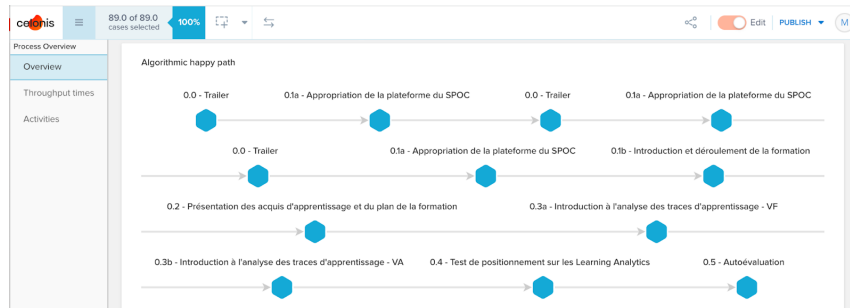 celonis
89.0 of 89.0
cases selected
100%
Edit
PUBLISH
M
Process Overview
Overview
Throughput times
Activities
Algorithmic happy path
0.0 - Trailer
0.1a - Appropriation de la plateforme du SPOC
0.0 - Trailer
0.1a - Appropriation de la plateforme du SPOC
0.0 - Trailer
0.1a - Appropriation de la plateforme du SPOC
0.1b - Introduction et déroulement de la formation
0.2 - Présentation des acquis d'apprentissage et du plan de la formation
0.3a - Introduction à l'analyse des traces d'apprentissage - VF
0.3b - Introduction à l'analyse des traces d'apprentissage - VA
0.4 - Test de positionnement sur les Learning Analytics
0.5 - Autoévaluation